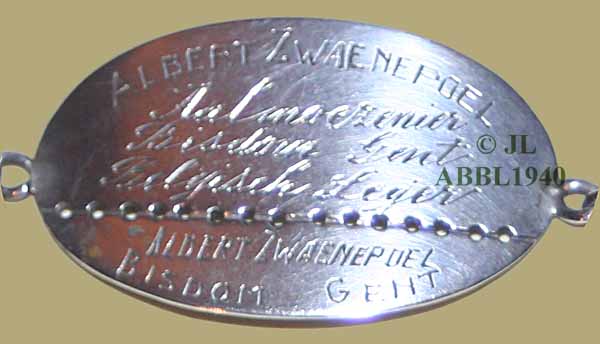 ALBERT ZWAENEPOEL
Aalmoezenier
Bisdom Gent
Belgisch Leger
© JL
ABBL1940
ALBERT ZWAENEPOEL
BISDOM GENT